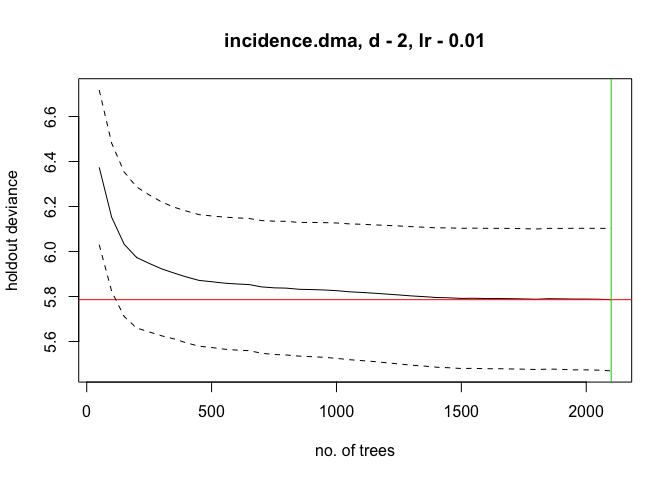 incidence.dma, d - 2, lr - 0.01
holdout deviance
6.6
6.4
6.2
6.0
5.8
5.6
0 500 1000 1500 2000
no. of trees